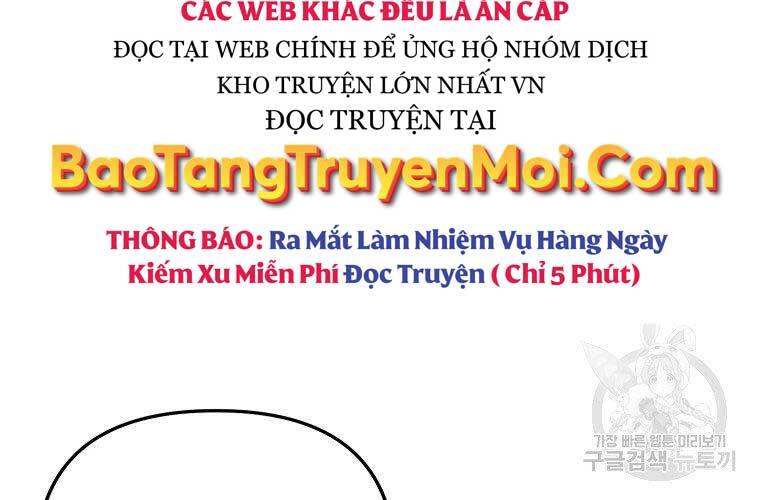 CÁC WEB KHÁC ĐỀU LÀ ĂN CẮP
ĐỌC TẠI WEB CHÍNH ĐỂ ỦNG HỘ NHÓM DỊCH
KHO TRUYỆN LỚN NHẤT VN
ĐỌC TRUYỆN TẠI
BaoTangTruyenMoi.Com
THÔNG BÁO: Ra Mắt Làm Nhiệm Vụ Hàng Ngày
Kiếm Xu Miễn Phí Đọc Truyện ( Chỉ 5 Phút)
가장 빠른 웹툰 미리보기
구글검색 뉴토끼